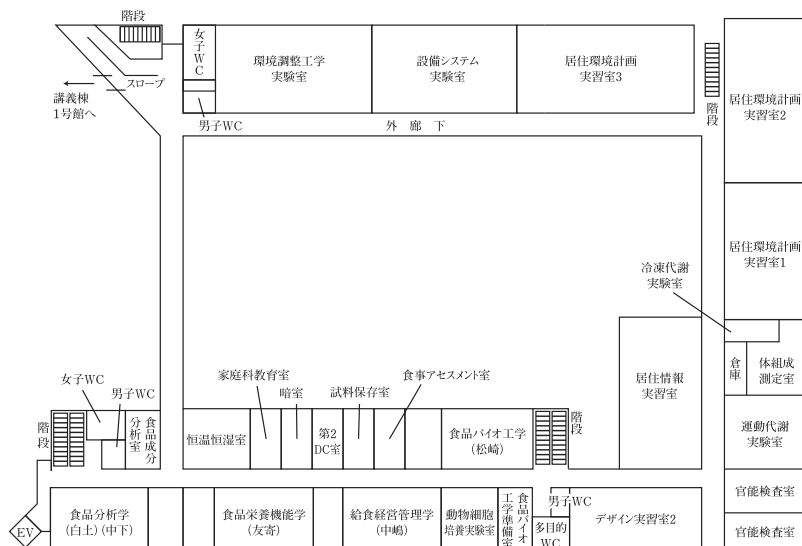 階段
女子WC
環境調整工学
実験室
設備システム
実験室
居住環境計画
実習室3
階段
居住環境計画
実習室2
スロープ
講義棟
1号館へ
男子WC
外廊下
居住環境計画
実習室1
冷凍代謝
実験室
倉庫
体組成
測定室
居住情報
実習室
家庭科教育室
暗室
試料保存室
食事アセスメント室
女子WC
男子WC
階段
食品成分
分析室
恒温恒湿室
第2
DC室
食品バイオ工学
(松崎)
階段
運動代謝
実験室
官能検査室
EV
食品分析学
(白土)(中下)
食品栄養機能学
(友寄)
給食経営管理学
(中嶋)
動物細胞
培養実験室
食品バイオ
工学準備室
男子WC
多目的
WC
デザイン実習室2
官能検査室